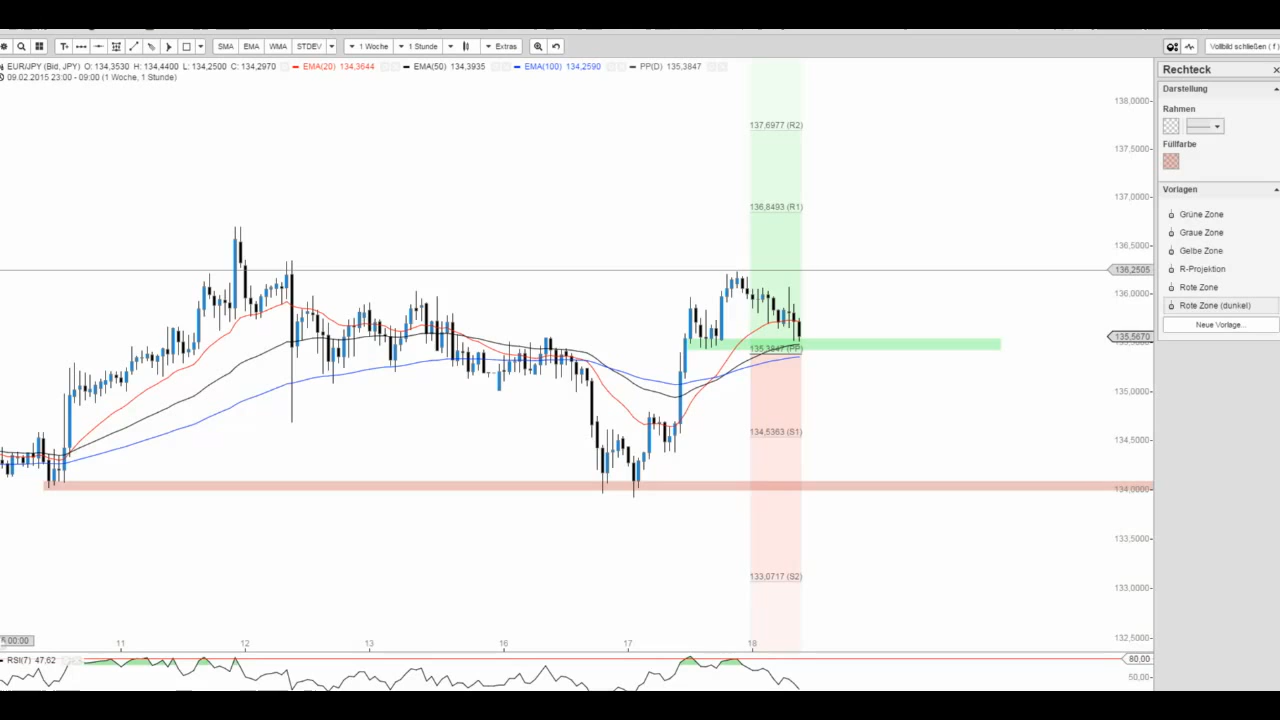 T SMA EMA WMA STDEV 1 Woche 1 Stunde Extras Vollbild schließen ( f )
EUR/JPY (Bid, JPY) O: 134,3530 H: 134,4400 L: 134,2500 C: 134,2970 EMA(20) 134,3644 EMA(50) 134,3935 EMA(100) 134,2590 PP(D) 135,3847
09.02.2015 23:00 - 09:00 (1 Woche, 1 Stunde)
Rechteck
Darstellung
Rahmen
Füllfarbe
Vorlagen
Grüne Zone
Graue Zone
Gelbe Zone
R-Projektion
Rote Zone
Rote Zone (dunkel)
Neue Vorlage...
137,6977 (R2)
136,8493 (R1)
135,3847 (PP)
134,5363 (S1)
133,0717 (S2)
138,0000
137,5000
137,0000
136,5000
136,2505
136,0000
135,5670
135,0000
134,5000
134,0000
133,5000
133,0000
132,5000
00:00
11 12 13 16 17 18
RSI(7) 47,62
80,00
50,00